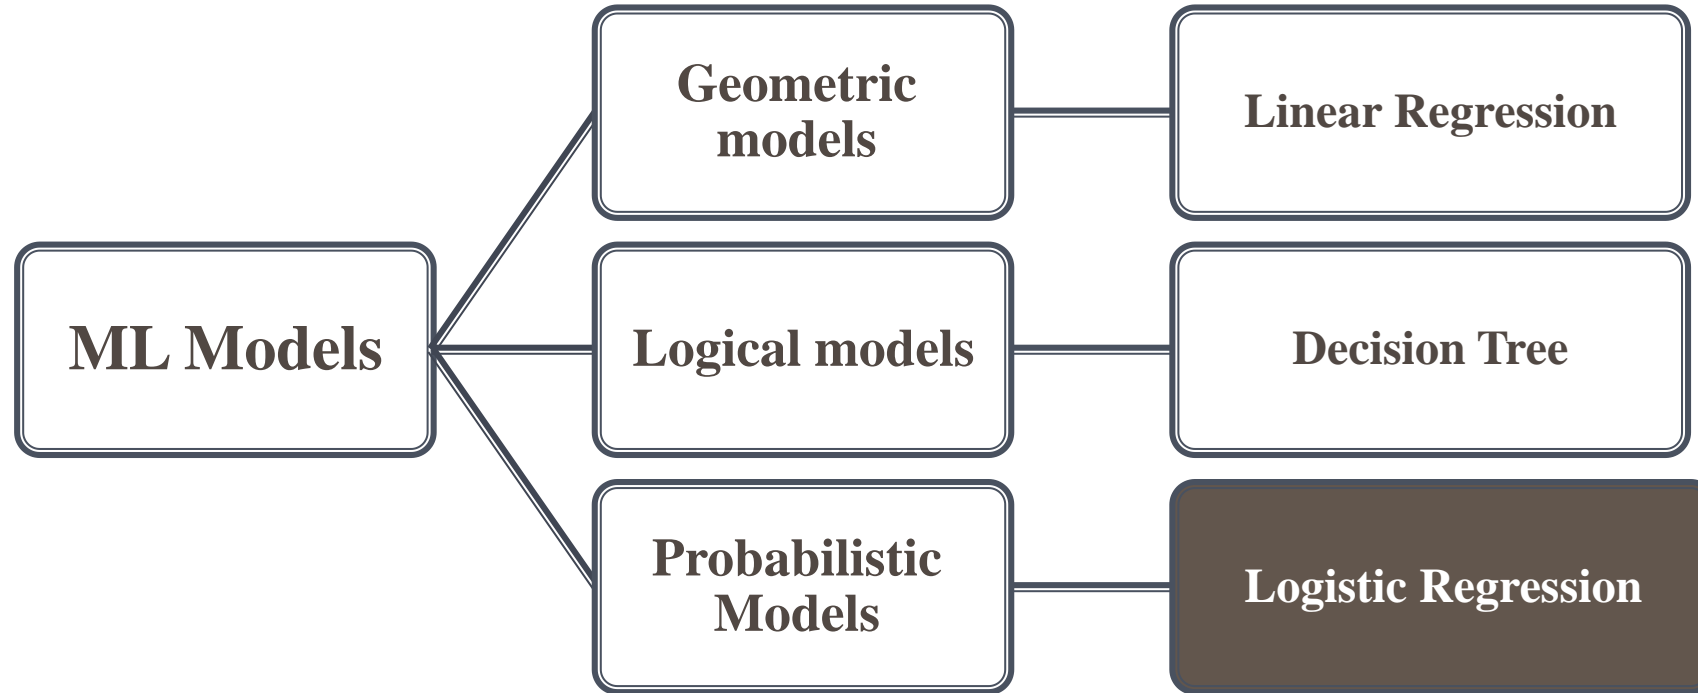 ML Models
Geometric
models
Linear Regression
Logical models
Decision Tree
Probabilistic
Models
Logistic Regression